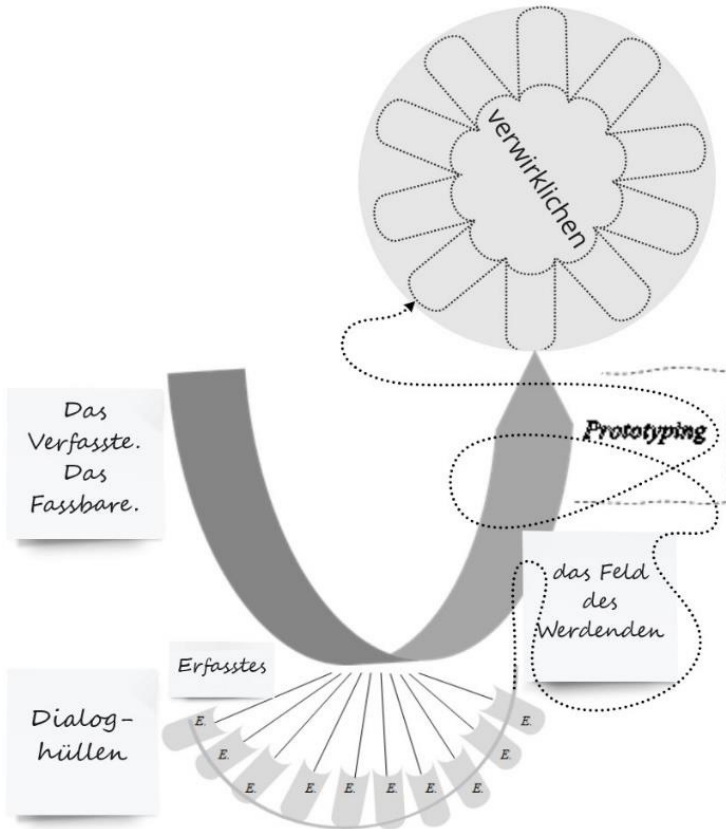 verwirklichen
Das
Verfasste.
Das
Fassbare.
Prototyping
das Feld
des
Werdenden
Erfasstes
Dialog-
hüllen
E.
E.
E.
E.
E.
E.
E.
E.
E.
E.